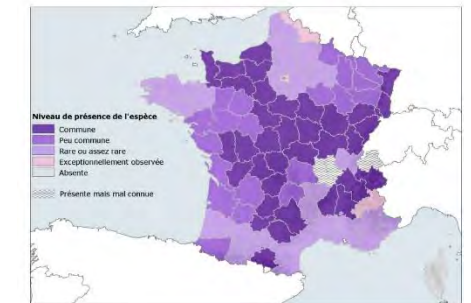 Niveau de présence de l'espèce
Commune
Peu commune
Rare ou assez rare
Exceptionnellement observée
Absente
Présente mais mal connue